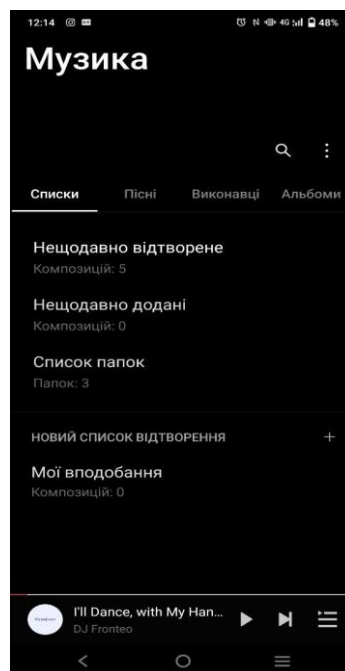 12:14
4G 48%
Музика
Списки Пісні Виконавці Альбоми
Нещодавно відтворене
Композицій: 5
Нещодавно додані
Композицій: 0
Список папок
Папок: 3
НОВИЙ СПИСОК ВІДТВОРЕННЯ +
Мої вподобання
Композицій: 0
I'll Dance, with My Han...
DJ Fronteo